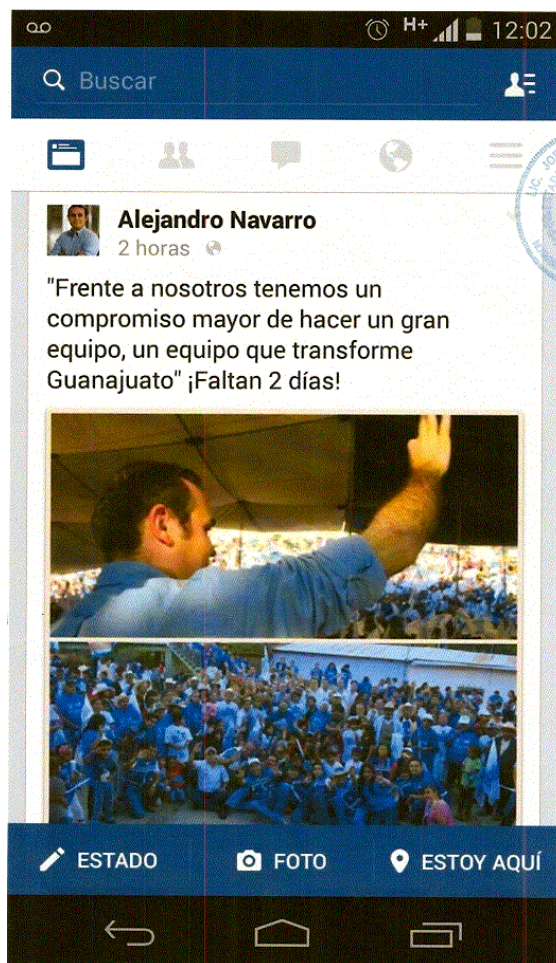 H+ 12:02
Buscar
Alejandro Navarro
2 horas
"Frente a nosotros tenemos un
compromiso mayor de hacer un gran
equipo, un equipo que transforme
Guanajuato" ¡Faltan 2 días!
ESTADO FOTO ESTOY AQUÍ